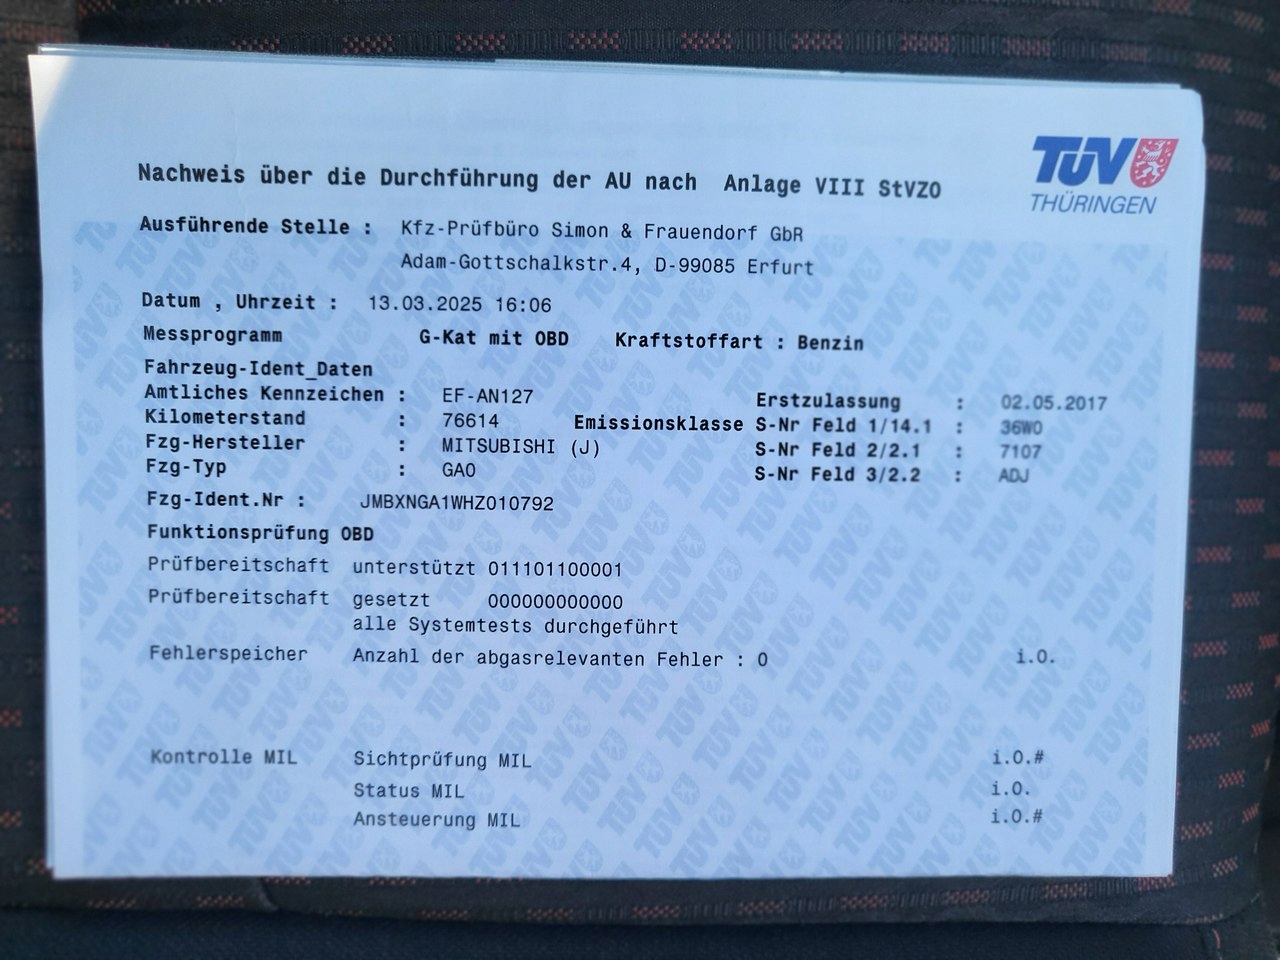 TÜV
THÜRINGEN
Nachweis über die Durchführung der AU nach Anlage VIII StVZO
Ausführende Stelle : Kfz-Prüfbüro Simon & Frauendorf GbR
Adam-Gottschalkstr.4, D-99085 Erfurt
Datum , Uhrzeit : 13.03.2025 16:06
Messprogramm G-Kat mit OBD Kraftstoffart : Benzin
Fahrzeug-Ident_Daten
Amtliches Kennzeichen : EF-AN127 Erstzulassung : 02.05.2017
Kilometerstand : 76614 Emissionsklasse S-Nr Feld 1/14.1 : 36W0
Fzg-Hersteller : MITSUBISHI (J) S-Nr Feld 2/2.1 : 7107
Fzg-Typ : GA0 S-Nr Feld 3/2.2 : ADJ
Fzg-Ident.Nr : JMBXNGA1WHZ010792
Funktionsprüfung OBD
Prüfbereitschaft unterstützt 011101100001
Prüfbereitschaft gesetzt 000000000000
alle Systemtests durchgeführt
Fehlerspeicher Anzahl der abgasrelevanten Fehler : 0 i.O.
Kontrolle MIL Sichtprüfung MIL i.O.#
Status MIL i.O.
Ansteuerung MIL i.O.#